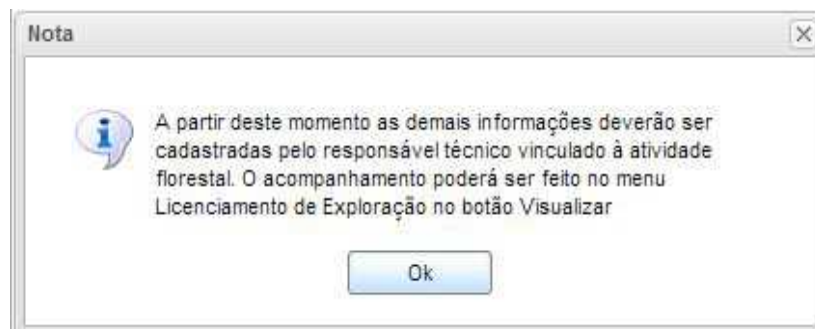 Nota
A partir deste momento as demais informações deverão ser
cadastradas pelo responsável técnico vinculado à atividade
florestal. O acompanhamento poderá ser feito no menu
Licenciamento de Exploração no botão Visualizar
Ok